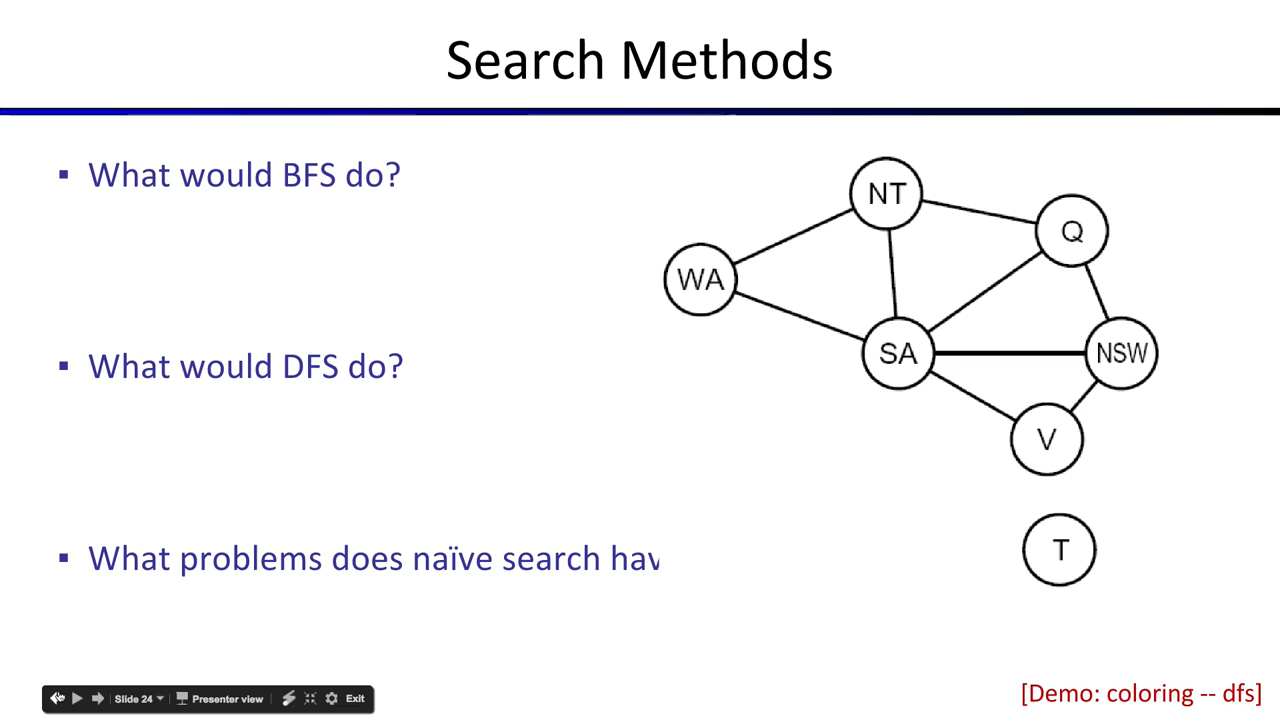 Search Methods
▪ What would BFS do?
▪ What would DFS do?
▪ What problems does naïve search hav
NT
Q
WA
SA
NSW
V
T
Slide 24
Presenter view
Exit
[Demo: coloring -- dfs]